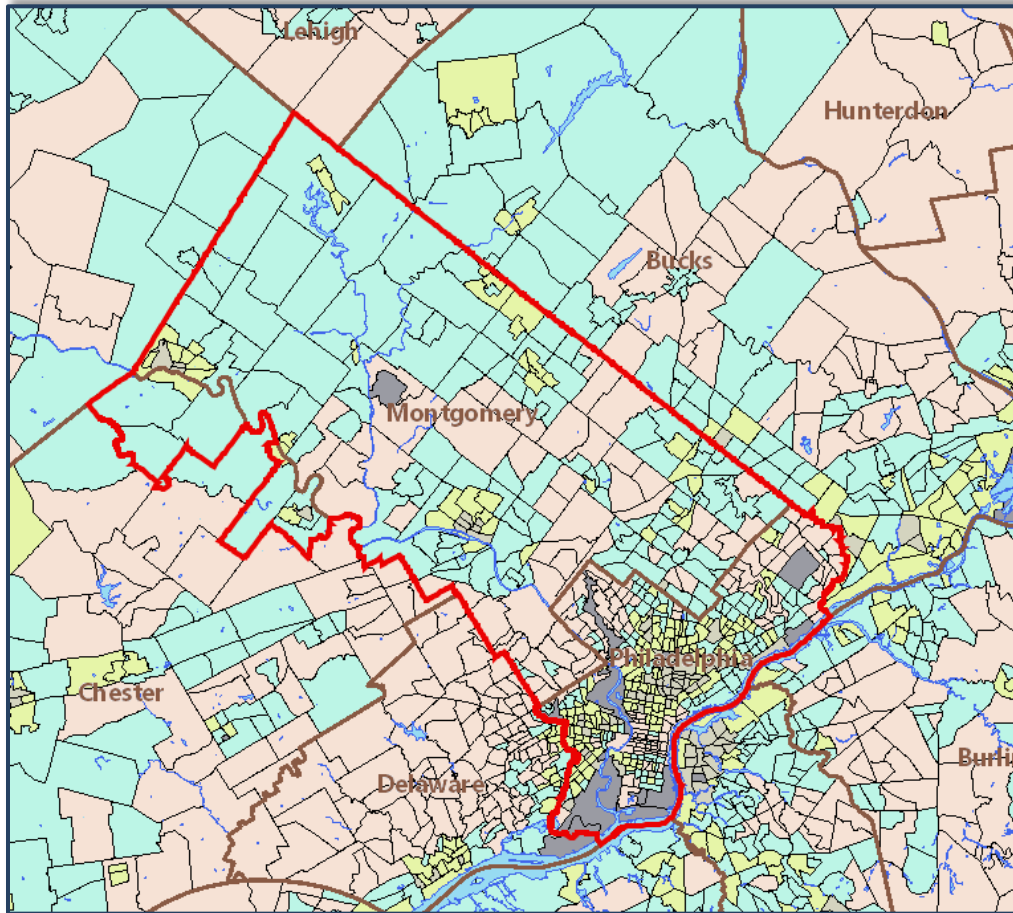 Lehigh
Hunterdon
Bucks
Montgomery
Philadelphia
Chester
Delaware
Burli